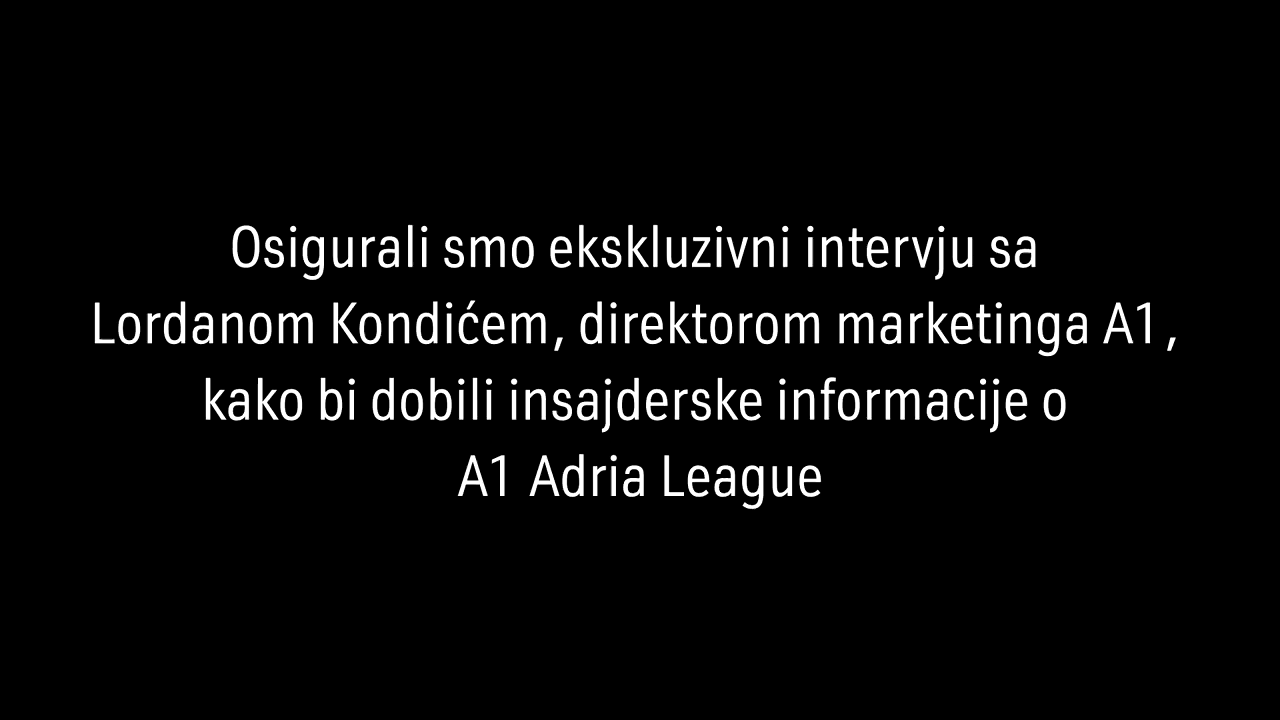 Osigurali smo ekskluzivni intervju sa
Lordanom Kondićem, direktorom marketinga A1,
kako bi dobili insajderske informacije o
A1 Adria League